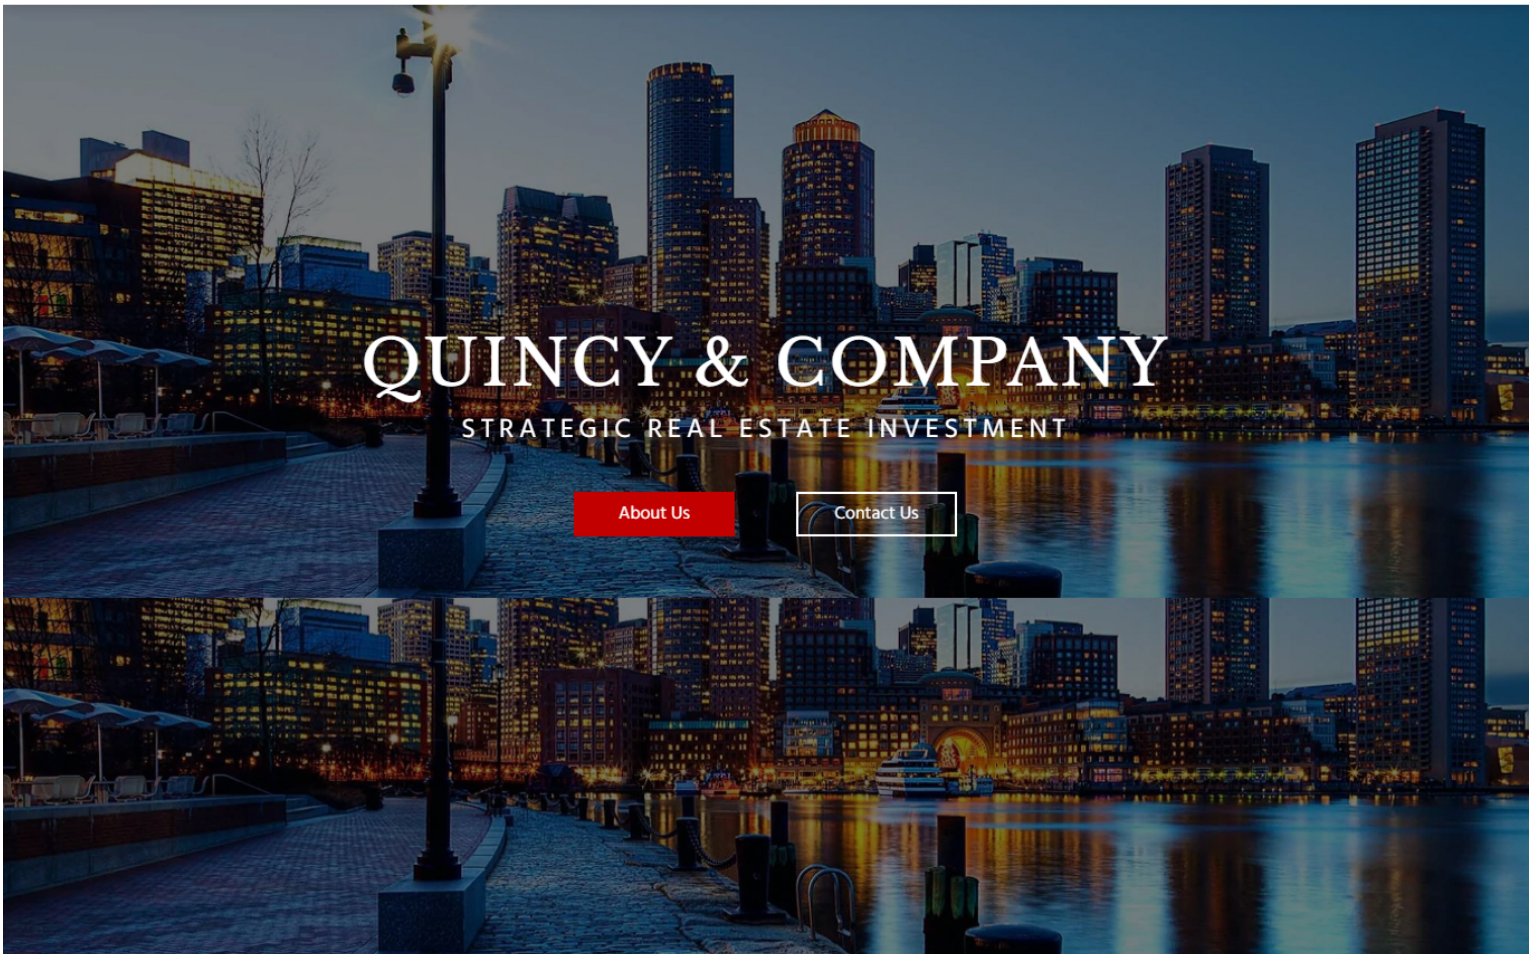 QUINCY & COMPANY
STRATEGIC REAL ESTATE INVESTMENT
About Us
Contact Us